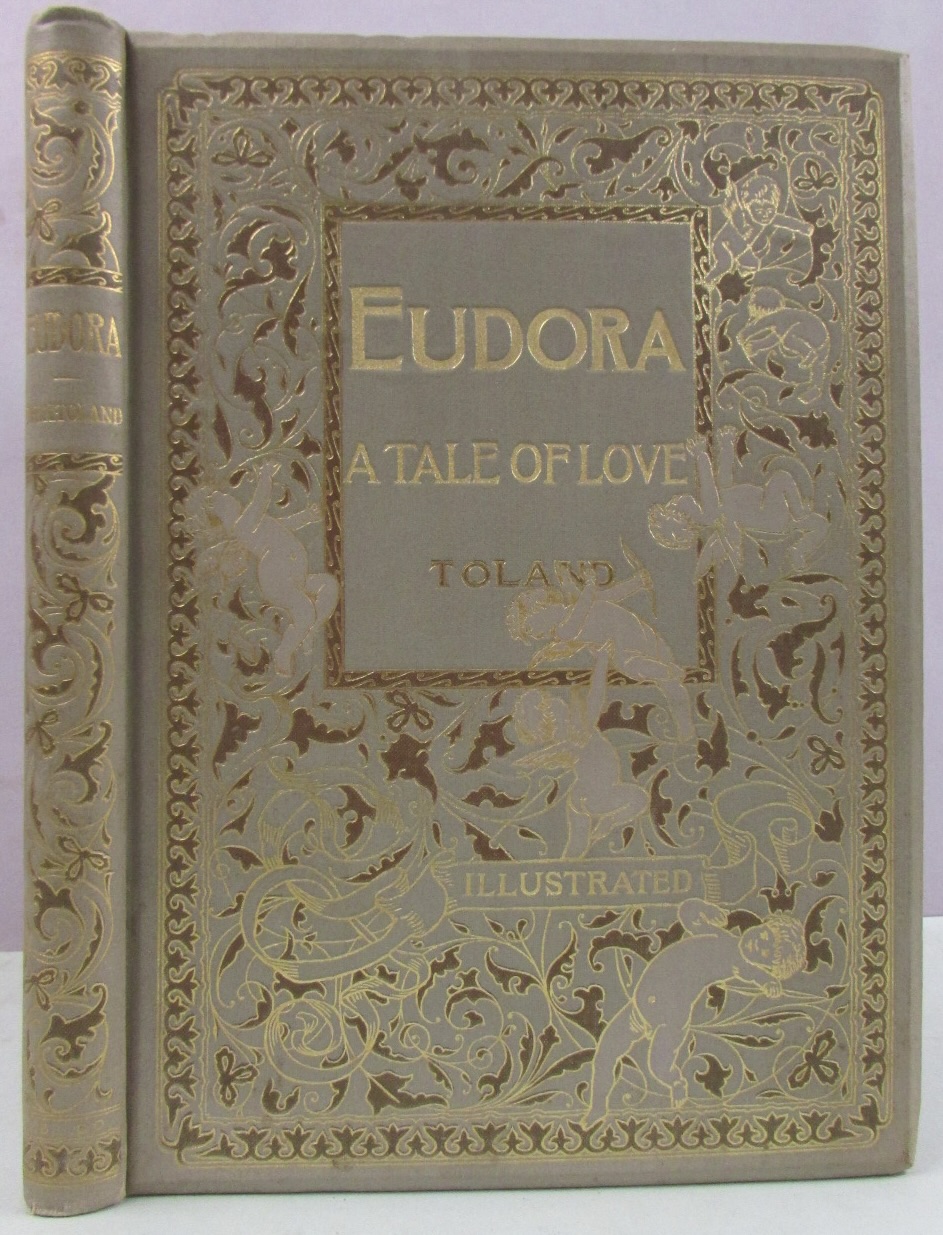 EUDORA
A TALE OF LOVE
TOLAND
ILLUSTRATED
EUDORA